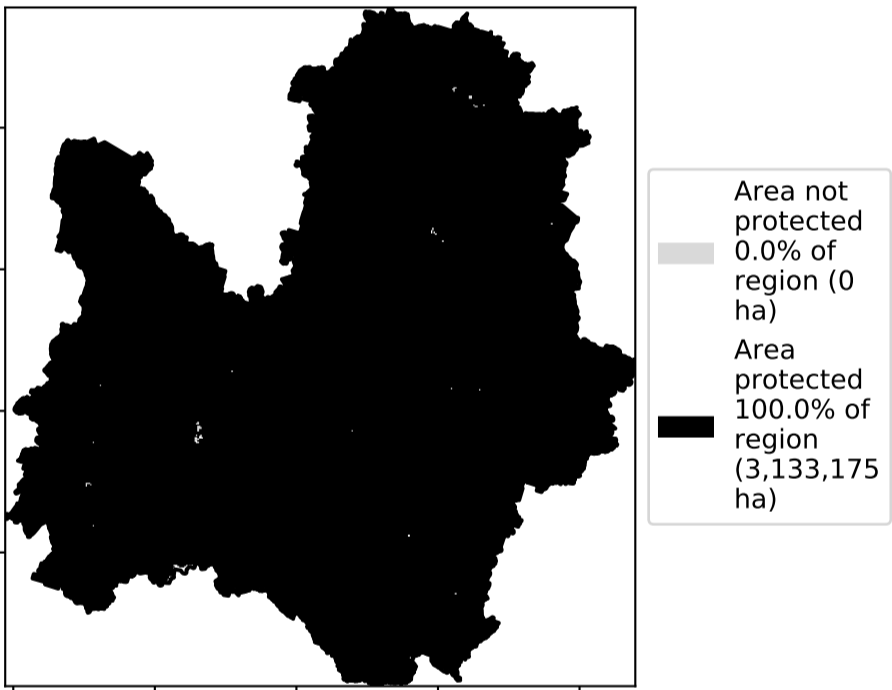 Area not
protected
0.0% of
region (0
ha)
Area
protected
100.0% of
region
(3,133,175
ha)